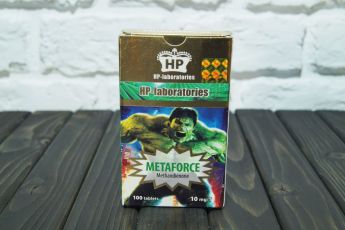 HP
HP-laboratories
HP-laboratories
METAFORCE
Methandienone
100 tablets
10 mg